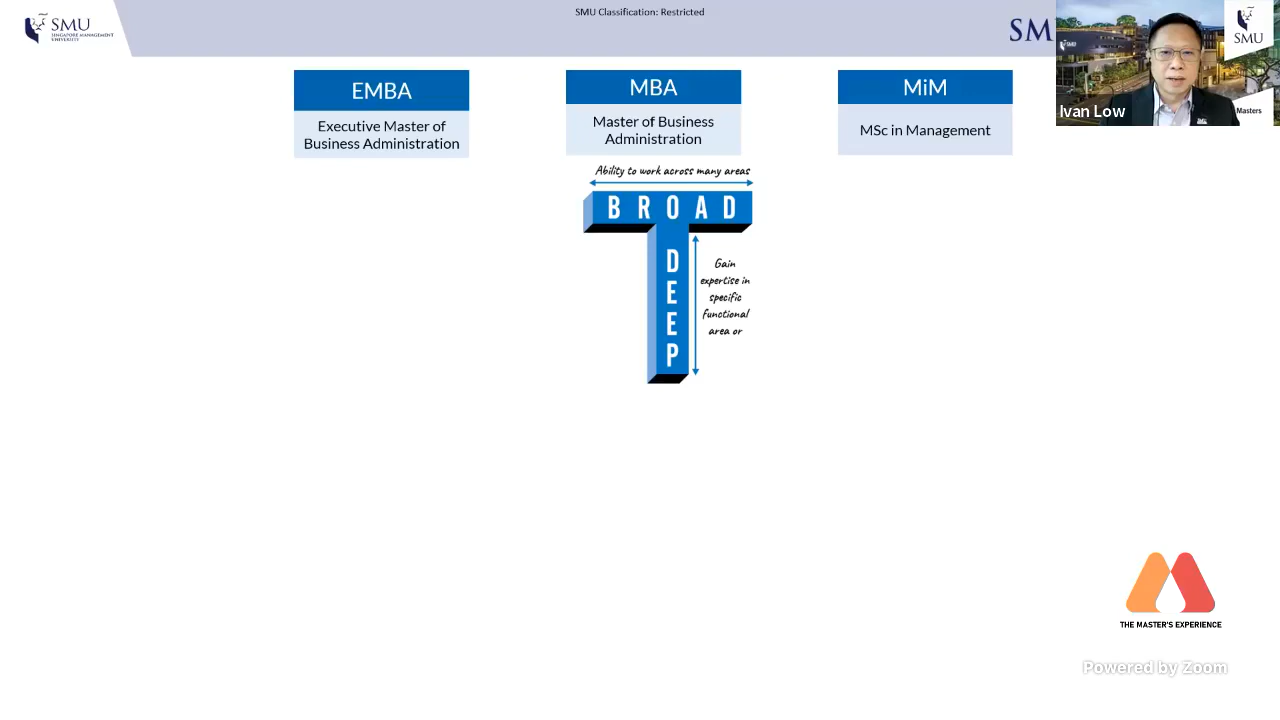 SMU Classification: Restricted
SMU
SINGAPORE MANAGEMENT
UNIVERSITY
SM
SMU
SMU
Ivan Low
Masters
EMBA
Executive Master of
Business Administration
MBA
Master of Business
Administration
MiM
MSc in Management
Ability to work across many areas
BROAD
DEEP
Gain
expertise in
specific
functional
area or
THE MASTER'S EXPERIENCE
Powered by Zoom